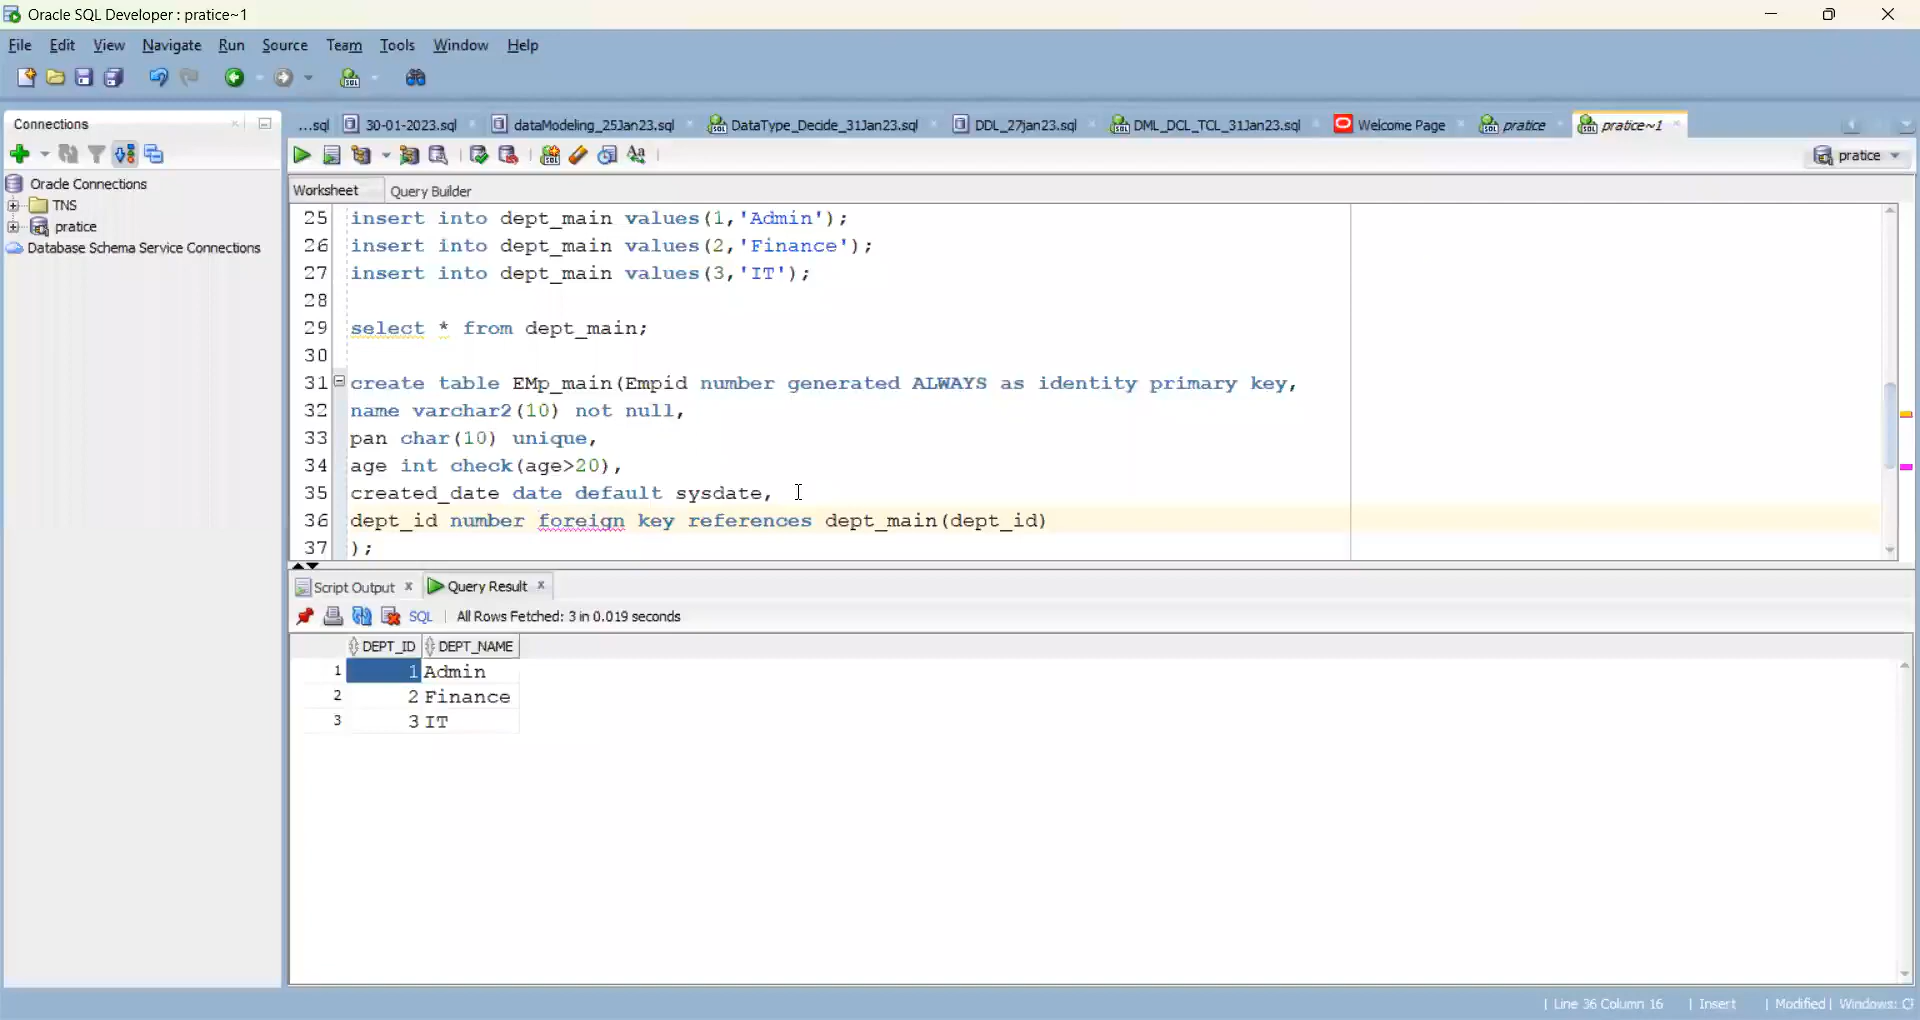 Oracle SQL Developer : pratice~1
File Edit View Navigate Run Source Team Tools Window Help
Connections
...sql 30-01-2023.sql dataModeling_25Jan23.sql DataType_Decide_31Jan23.sql DDL_27jan23.sql DML_DCL_TCL_31Jan23.sql Welcome Page pratice pratice~1
pratice
Oracle Connections
TNS
pratice
Database Schema Service Connections
Worksheet Query Builder
25 insert into dept_main values(1,'Admin');
26 insert into dept_main values(2,'Finance');
27 insert into dept_main values(3,'IT');
28
29 select * from dept_main;
30
31 create table EMp_main(Empid number generated ALWAYS as identity primary key,
32 name varchar2(10) not null,
33 pan char(10) unique,
34 age int check(age>20),
35 created_date date default sysdate,
36 dept_id number foreign key references dept_main(dept_id)
37 );
Script Output Query Result
SQL All Rows Fetched: 3 in 0.019 seconds
DEPT_ID DEPT_NAME
1 1 Admin
2 2 Finance
3 3 IT
Line 36 Column 16 Insert Modified Windows: